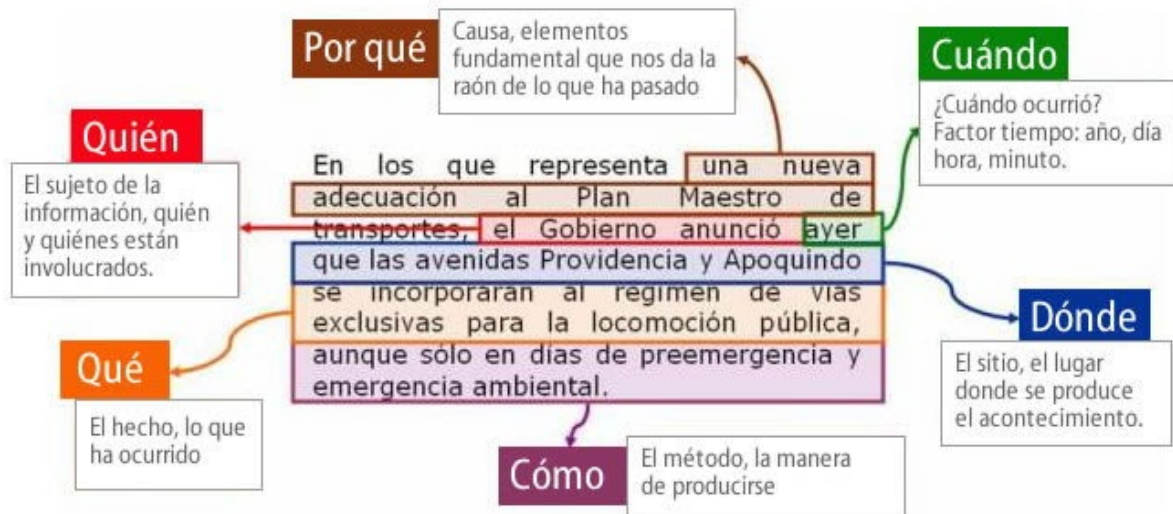 Por qué
Causa, elementos
fundamental que nos da la
raón de lo que ha pasado
Cuándo
¿Cuándo ocurrió?
Factor tiempo: año, día
hora, minuto.
Quién
El sujeto de la
información, quién
y quiénes están
involucrados.
En los que representa una nueva
adecuación al Plan Maestro de
transportes, el Gobierno anunció ayer
que las avenidas Providencia y Apoquindo
se incorporarán al régimen de vías
exclusivas para la locomoción pública,
aunque sólo en días de preemergencia y
emergencia ambiental.
Dónde
El sitio, el lugar
donde se produce
el acontecimiento.
Qué
El hecho, lo que
ha ocurrido
Cómo
El método, la manera
de producirse